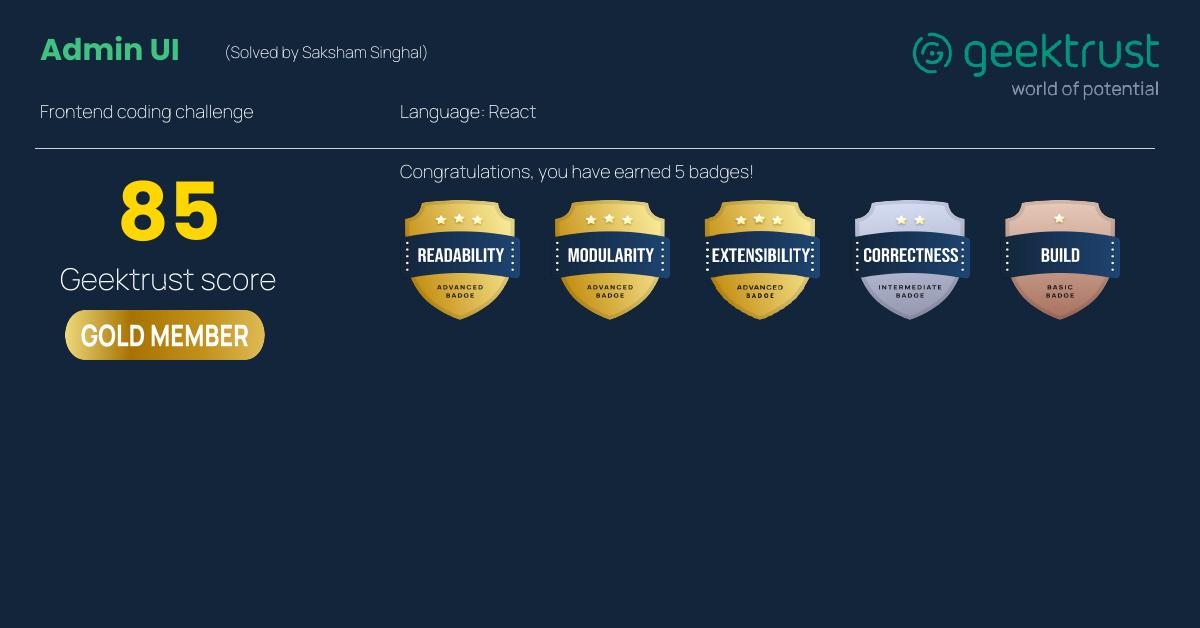 Admin UI (Solved by Saksham Singhal)
geektrust
world of potential
Frontend coding challenge Language: React
Congratulations, you have earned 5 badges!
85
Geektrust score
GOLD MEMBER
READABILITY
ADVANCED
BADGE
MODULARITY
ADVANCED
BADGE
EXTENSIBILITY
ADVANCED
BADGE
CORRECTNESS
INTERMEDIATE
BADGE
BUILD
BASIC
BADGE